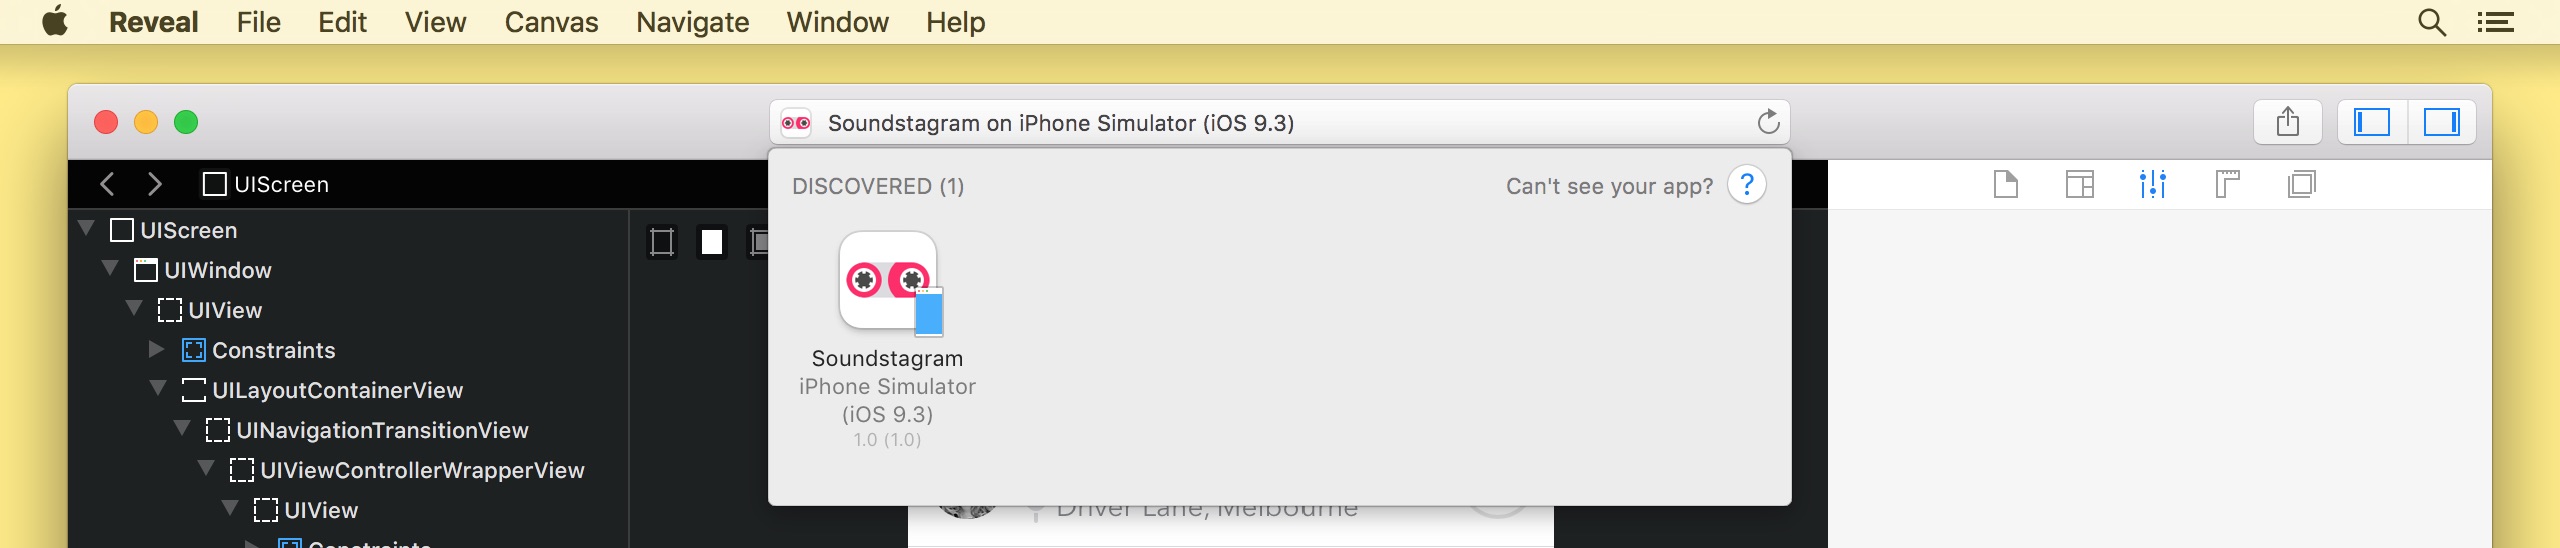 Reveal File Edit View Canvas Navigate Window Help
Soundstagram on iPhone Simulator (iOS 9.3)
UIScreen
DISCOVERED (1)
Can't see your app? ?
UIScreen
UIWindow
UIView
Constraints
UILayoutContainerView
UINavigationTransitionView
UIViewControllerWrapperView
UIView
Constraints
Soundstagram
iPhone Simulator
(iOS 9.3)
1.0 (1.0)
Driver Lane, Melbourne